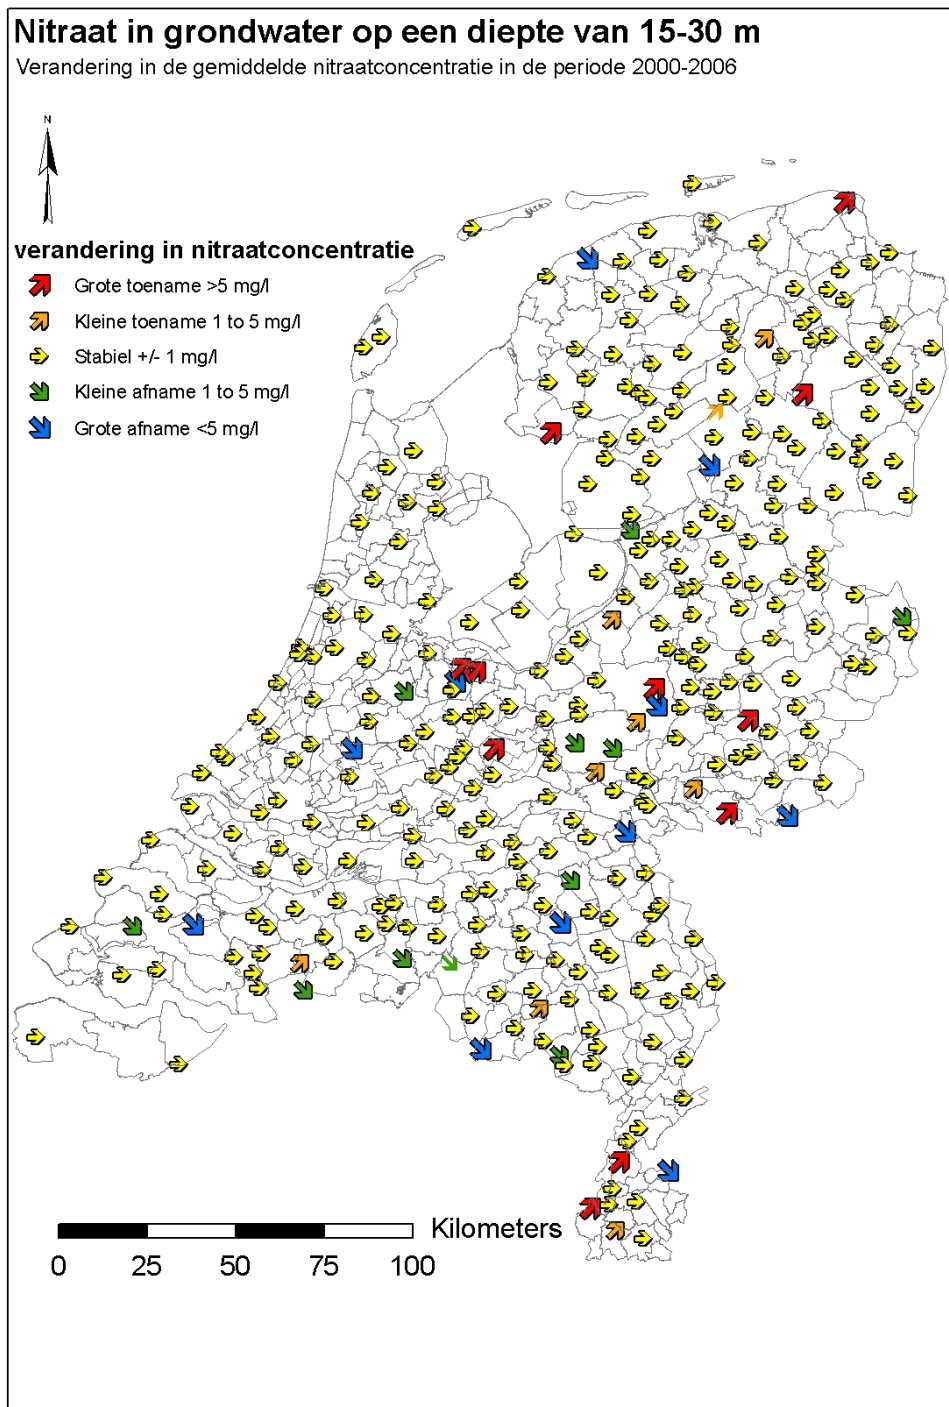 Nitraat in grondwater op een diepte van 15-30 m
Verandering in de gemiddelde nitraatconcentratie in de periode 2000-2006
N
verandering in nitraatconcentratie
Grote toename >5 mg/l
Kleine toename 1 to 5 mg/l
Stabiel +/- 1 mg/l
Kleine afname 1 to 5 mg/l
Grote afname <5 mg/l
Kilometers
0 25 50 75 100